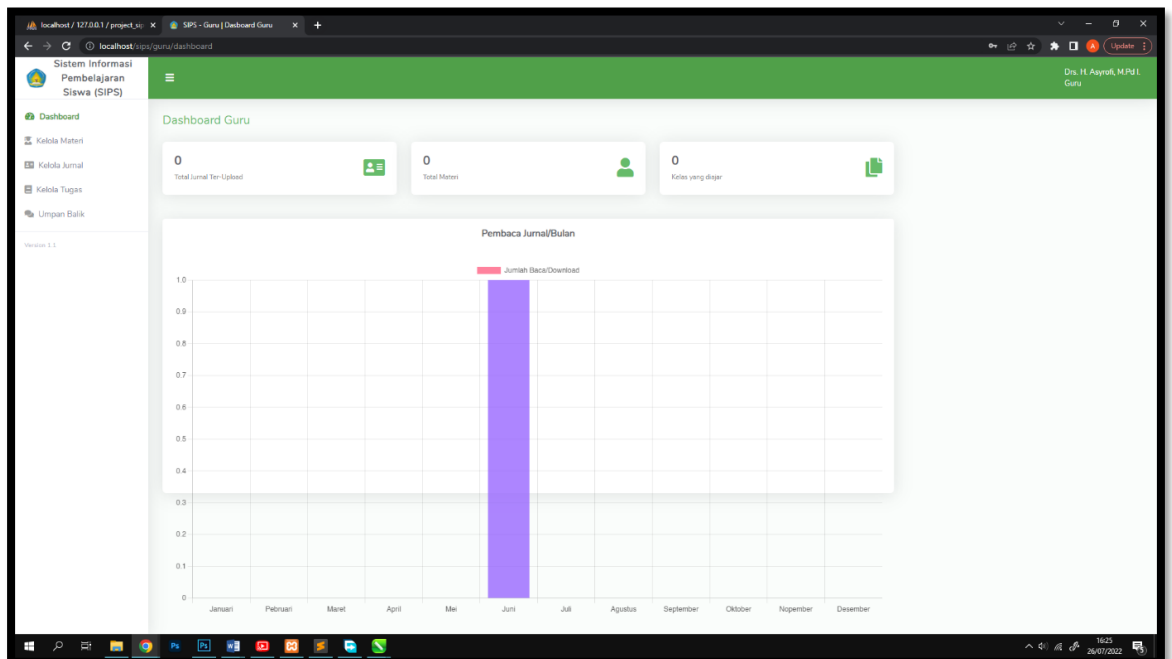 localhost / 127.0.0.1 / project_sip
SIPS - Guru | Dasboard Guru
localhost/sips/guru/dashboard
Update
Sistem Informasi
Pembelajaran
Siswa (SIPS)
Drs. H. Asyrofi, M.Pd I.
Guru
Dashboard
Kelola Materi
Kelola Jurnal
Kelola Tugas
Umpan Balik
Version 1.1
Dashboard Guru
0
Total Jurnal Ter-Upload
0
Total Materi
0
Kelas yang diajar
Pembaca Jurnal/Bulan
Jumlah Baca/Download
1.0
0.9
0.8
0.7
0.6
0.5
0.4
0.3
0.2
0.1
0
Januari Pebruari Maret April Mei Juni Juli Agustus September Oktober Nopember Desember
16:25
26/07/2022